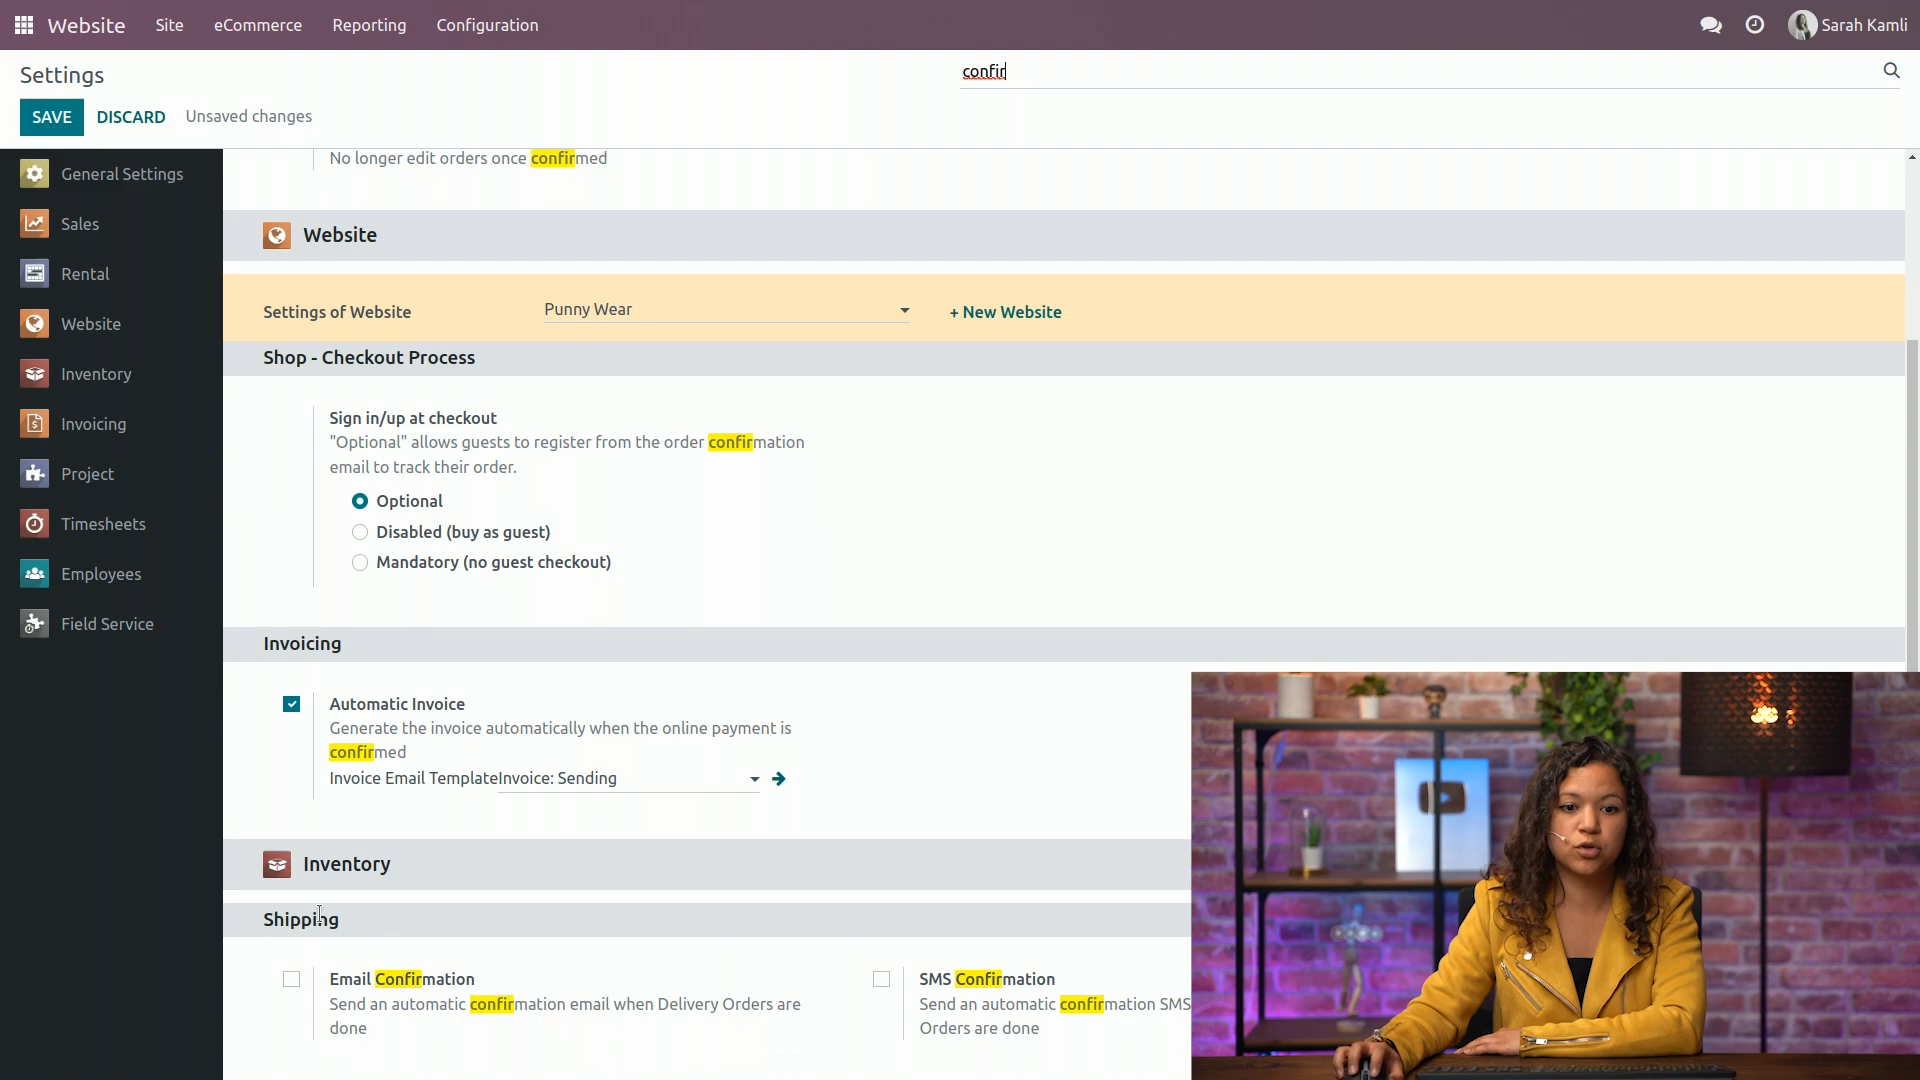 Website Site eCommerce Reporting Configuration Sarah Kamli
Settings confir
SAVE DISCARD Unsaved changes
General Settings
Sales
Rental
Website
Inventory
Invoicing
Project
Timesheets
Employees
Field Service
No longer edit orders once confirmed
Website
Settings of Website Punny Wear + New Website
Shop - Checkout Process
Sign in/up at checkout
"Optional" allows guests to register from the order confirmation
email to track their order.
Optional
Disabled (buy as guest)
Mandatory (no guest checkout)
Invoicing
Automatic Invoice
Generate the invoice automatically when the online payment is
confirmed
Invoice Email Template Invoice: Sending
Inventory
Shipping
Email Confirmation
Send an automatic confirmation email when Delivery Orders are
done
SMS Confirmation
Send an automatic confirmation SMS
Orders are done